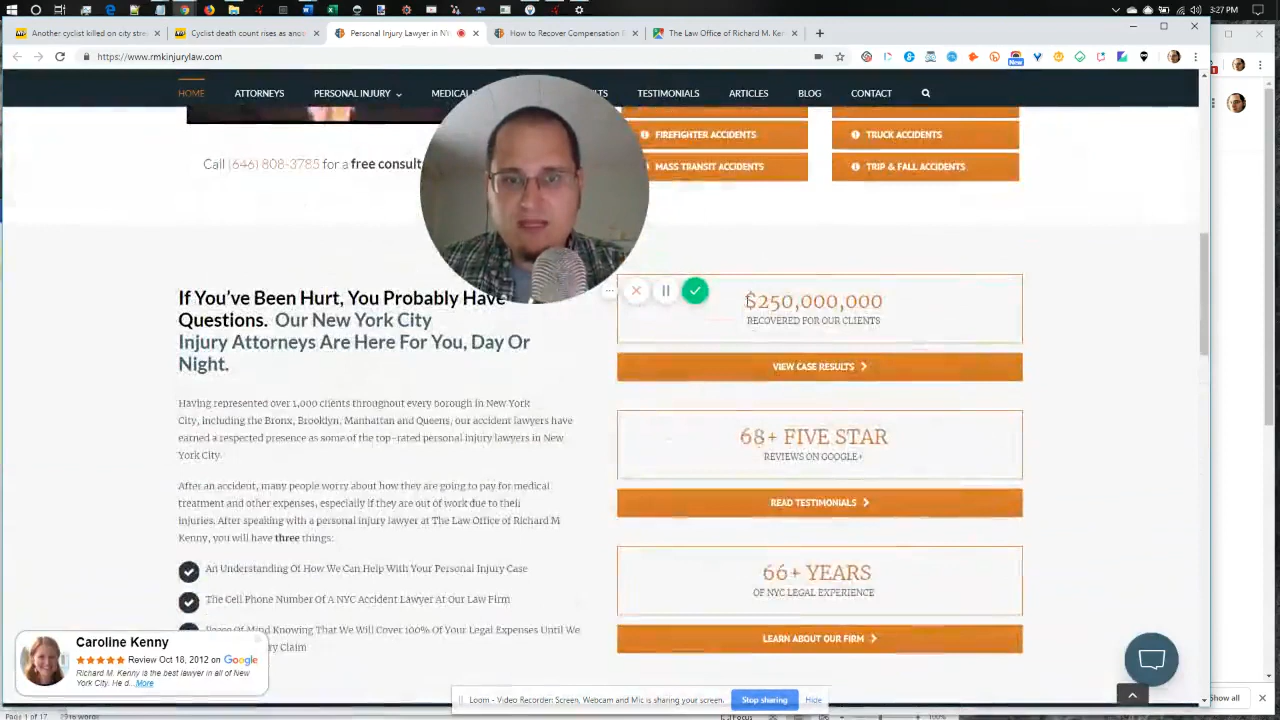 3:27 PM
Another cyclist killed on city stre
Cyclist death count rises as ano
Personal Injury Lawyer in N
How to Recover Compensation
The Law Office of Richard M. Ke
https://www.rmkinjurylaw.com
New
HOME
ATTORNEYS
PERSONAL INJURY
TESTIMONIALS
ARTICLES
BLOG
CONTACT
FIREFIGHTER ACCIDENTS
TRUCK ACCIDENTS
Call (646) 808-3785 for a free consult
MASS TRANSIT ACCIDENTS
TRIP & FALL ACCIDENTS
If You've Been Hurt, You Probably Have
Questions. Our New York City
Injury Attorneys Are Here For You, Day Or
Night.
$250,000,000
RECOVERED FOR OUR CLIENTS
VIEW CASE RESULTS
Having represented over 1,000 clients throughout every borough in New York
City, including the Bronx, Brooklyn, Manhattan and Queens, our accident lawyers have
earned a respected presence as some of the top-rated personal injury lawyers in New
York City.
68+ FIVE STAR
REVIEWS ON GOOGLE+
READ TESTIMONIALS
After an accident, many people worry about how they are going to pay for medical
treatment and other expenses, especially if they are out of work due to their
injuries. After speaking with a personal injury lawyer at The Law Office of Richard M
Kenny, you will have three things:
An Understanding Of How We Can Help With Your Personal Injury Case
The Cell Phone Number Of A NYC Accident Lawyer At Our Law Firm
Peace Of Mind Knowing That We Will Cover 100% Of Your Legal Expenses Until We
ry Claim
66+ YEARS
OF NYC LEGAL EXPERIENCE
LEARN ABOUT OUR FIRM
Caroline Kenny
Review Oct 18, 2012 on Google
Richard M. Kenny is the best lawyer in all of New
York City. He d...More
Loom - Video Recorder: Screen, Webcam and Mic is sharing your screen.
Stop sharing
Hide
Show all
Page 1 of 17
words
Focus
100%